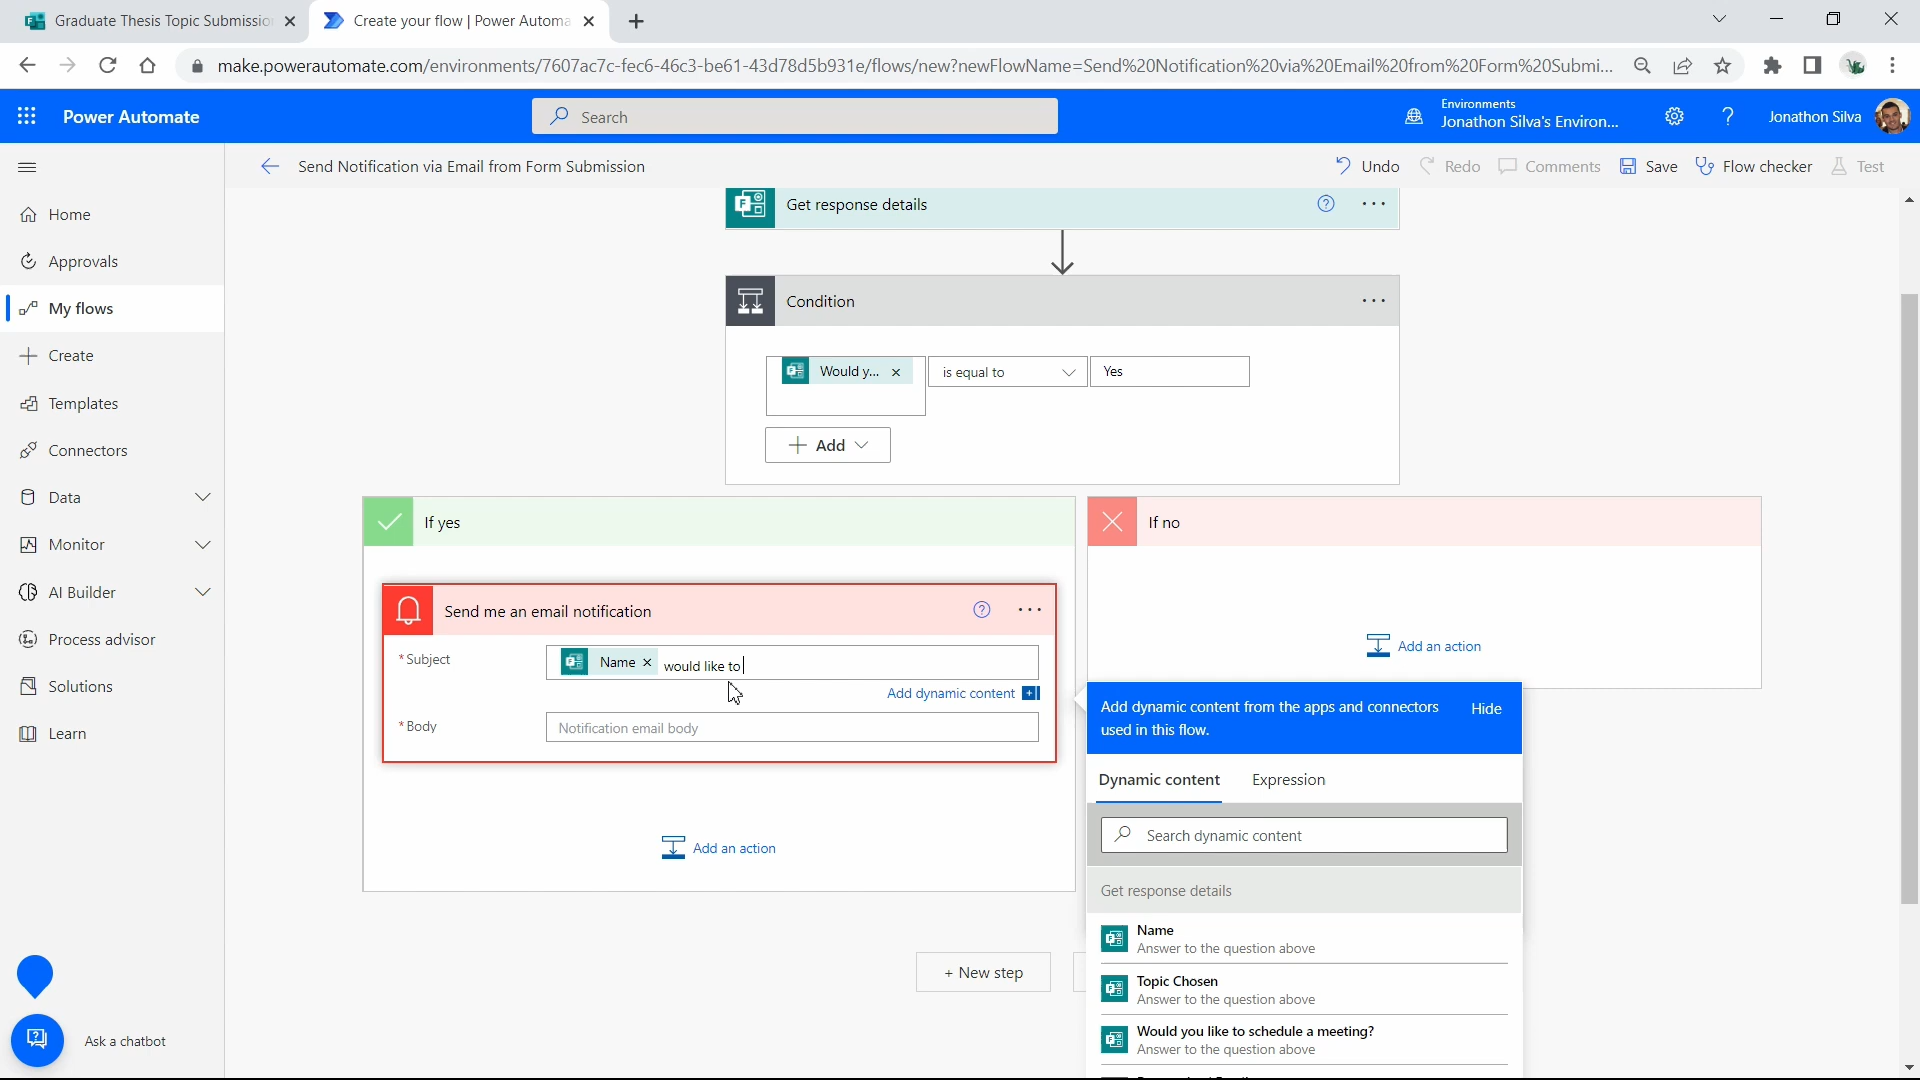 Graduate Thesis Topic Submissio
Create your flow | Power Automa
make.powerautomate.com/environments/7607ac7c-fec6-46c3-be61-43d78d5b931e/flows/new?newFlowName=Send%20Notification%20via%20Email%20from%20Form%20Submi...
Power Automate
Search
Environments
Jonathon Silva's Environ...
?
Jonathon Silva
Send Notification via Email from Form Submission
Undo
Redo
Comments
Save
Flow checker
Test
Home
Approvals
My flows
Create
Templates
Connectors
Data
Monitor
AI Builder
Process advisor
Solutions
Learn
Ask a chatbot
Get response details
Condition
Would y...
is equal to
Yes
Add
If yes
If no
Send me an email notification
* Subject
Name
would like to
Add dynamic content
* Body
Notification email body
Add an action
Add an action
+ New step
Add dynamic content from the apps and connectors
used in this flow.
Hide
Dynamic content
Expression
Search dynamic content
Get response details
Name
Answer to the question above
Topic Chosen
Answer to the question above
Would you like to schedule a meeting?
Answer to the question above